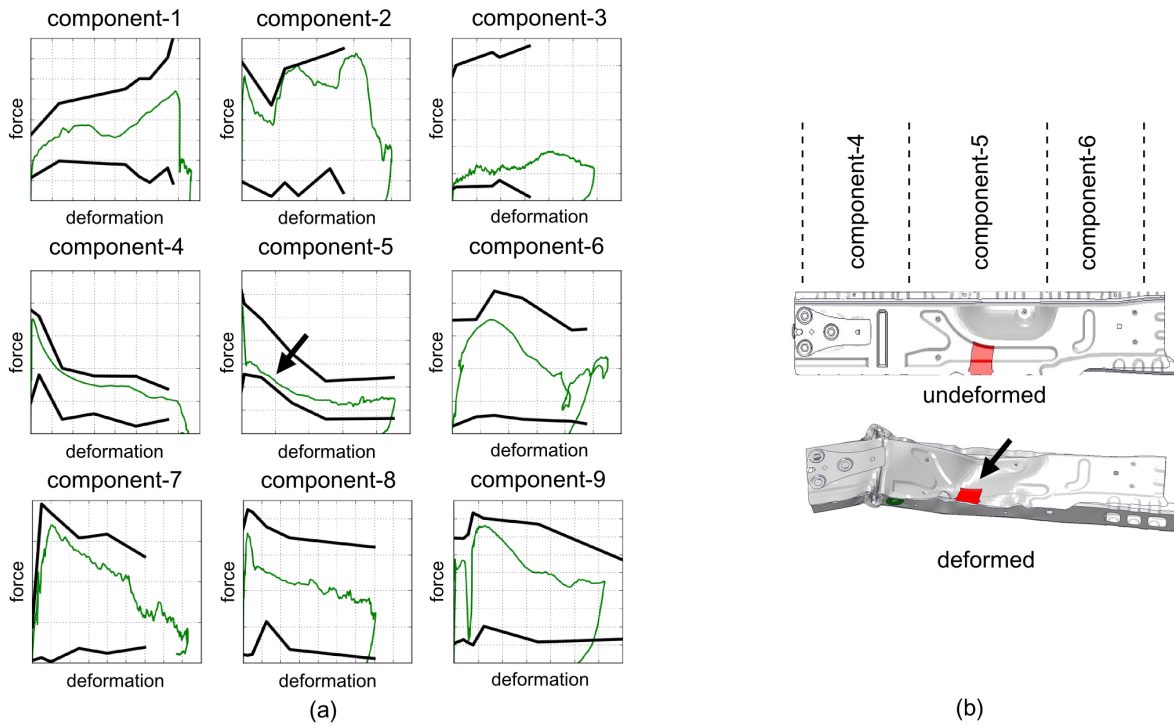 component-1
component-2
component-3
force
force
force
deformation
deformation
deformation
component-4
component-5
component-6
force
force
force
deformation
deformation
deformation
component-7
component-8
component-9
force
force
force
deformation
deformation
deformation
(a)
component-4
component-5
component-6
undeformed
deformed
(b)